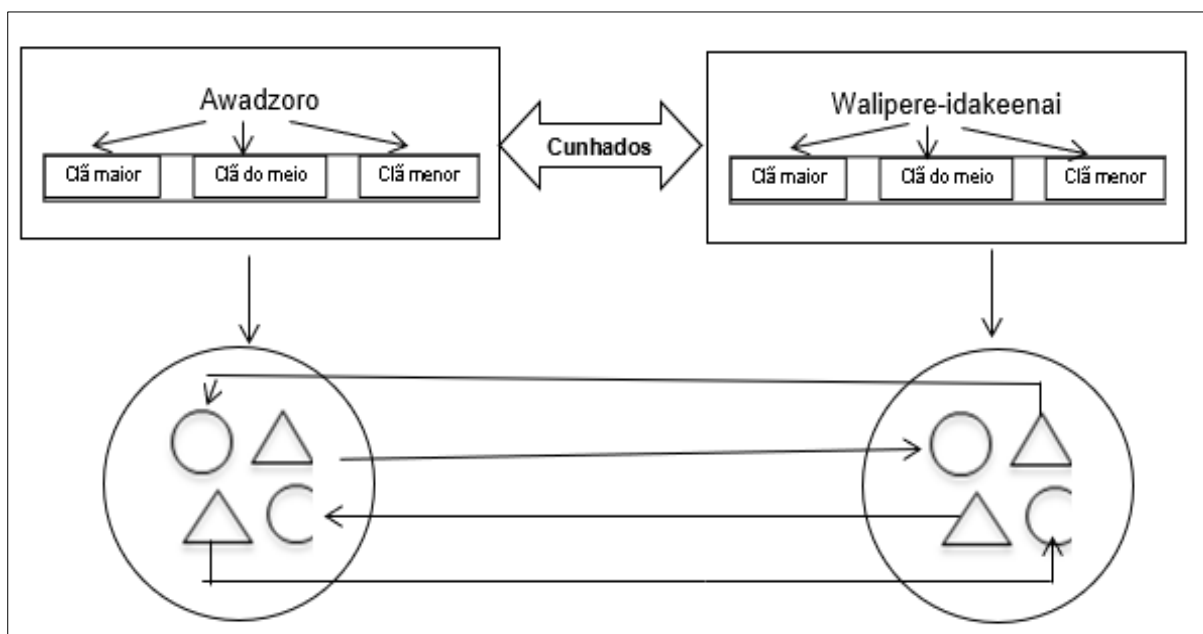 Awadzoro
Clã maior
Clã do meio
Clã menor
Cunhados
Walipere-idakeenai
Clã maior
Clã do meio
Clã menor